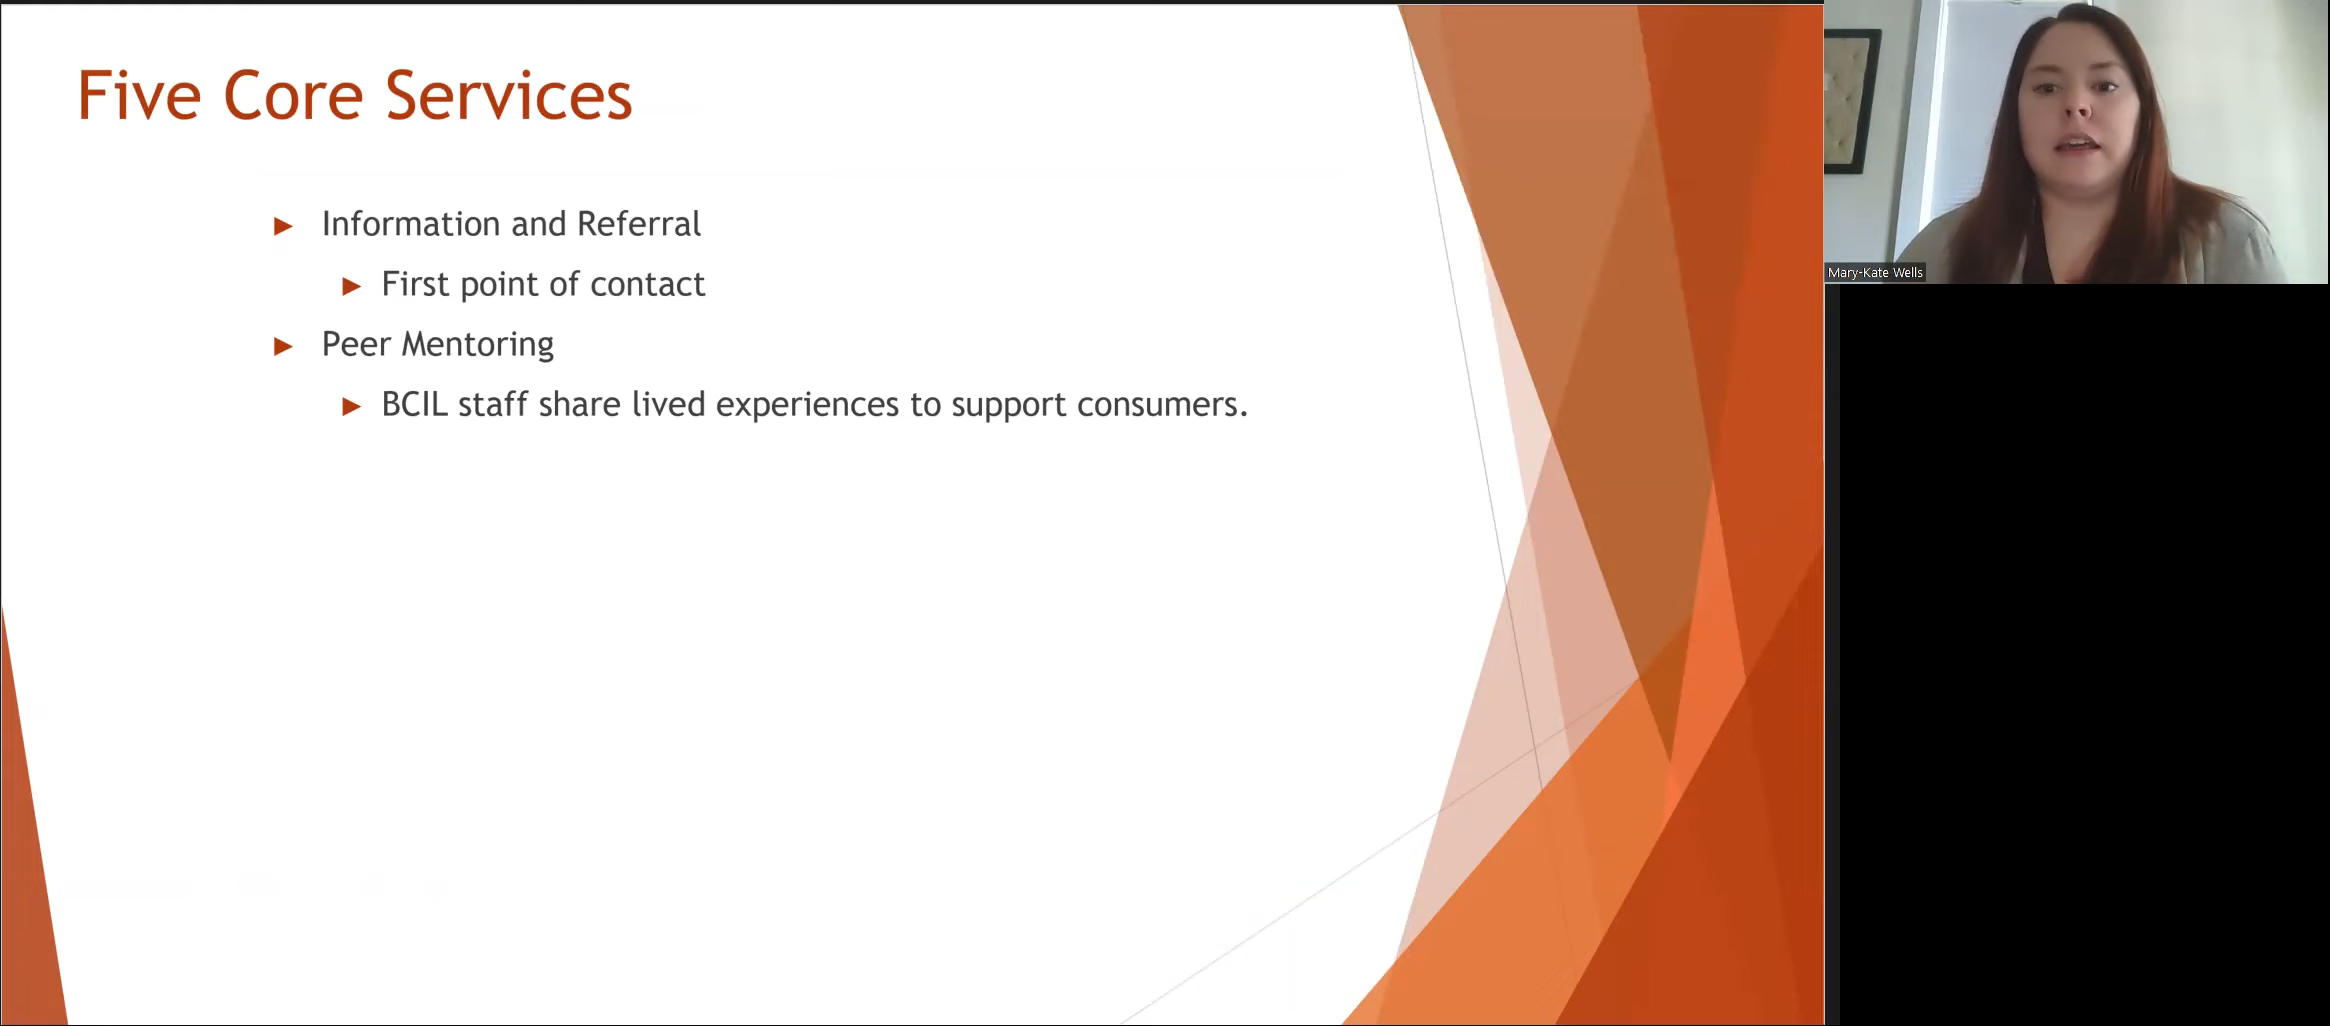 Five Core Services
Information and Referral
First point of contact
Peer Mentoring
BCIL staff share lived experiences to support consumers.
Mary-Kate Wells